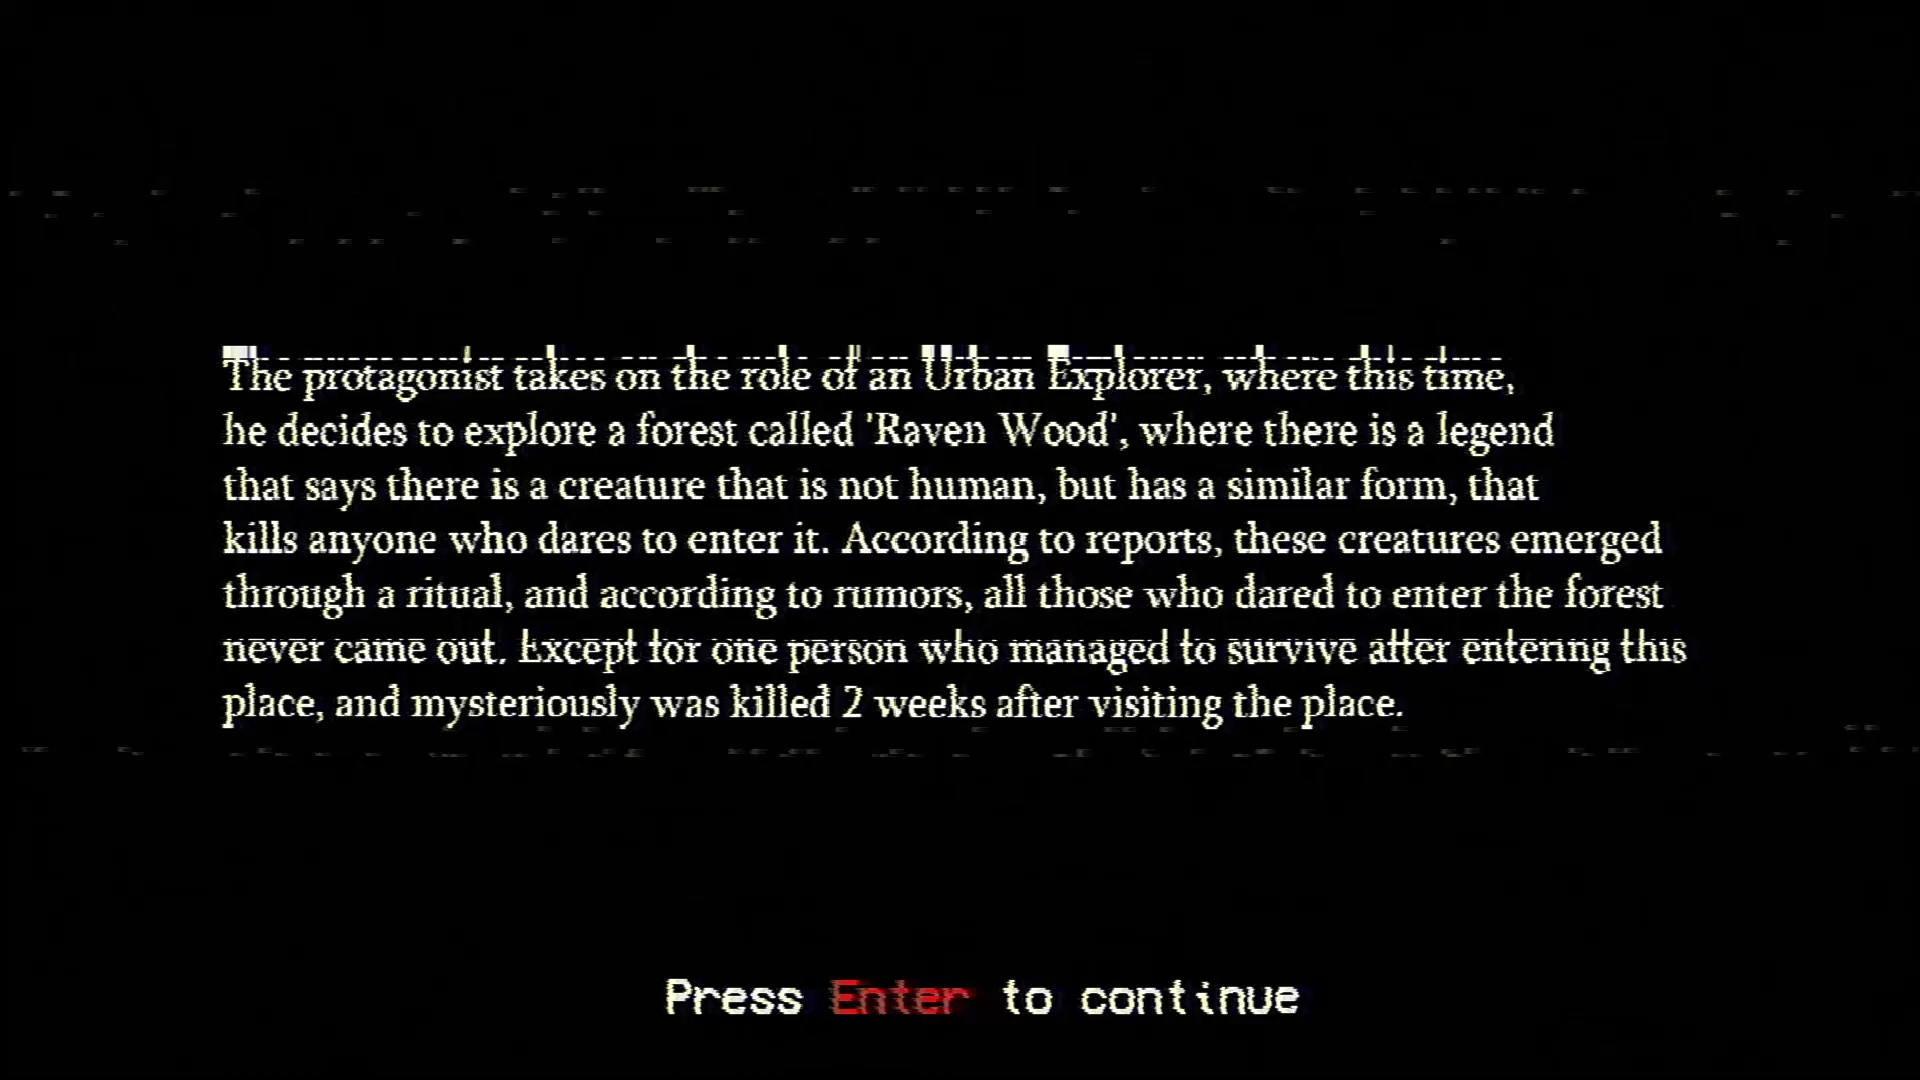 The protagonist takes on the role of an Urban Explorer, where this time,
he decides to explore a forest called 'Raven Wood', where there is a legend
that says there is a creature that is not human, but has a similar form, that
kills anyone who dares to enter it. According to reports, these creatures emerged
through a ritual, and according to rumors, all those who dared to enter the forest
never came out. Except for one person who managed to survive after entering this
place, and mysteriously was killed 2 weeks after visiting the place.
Press Enter to continue